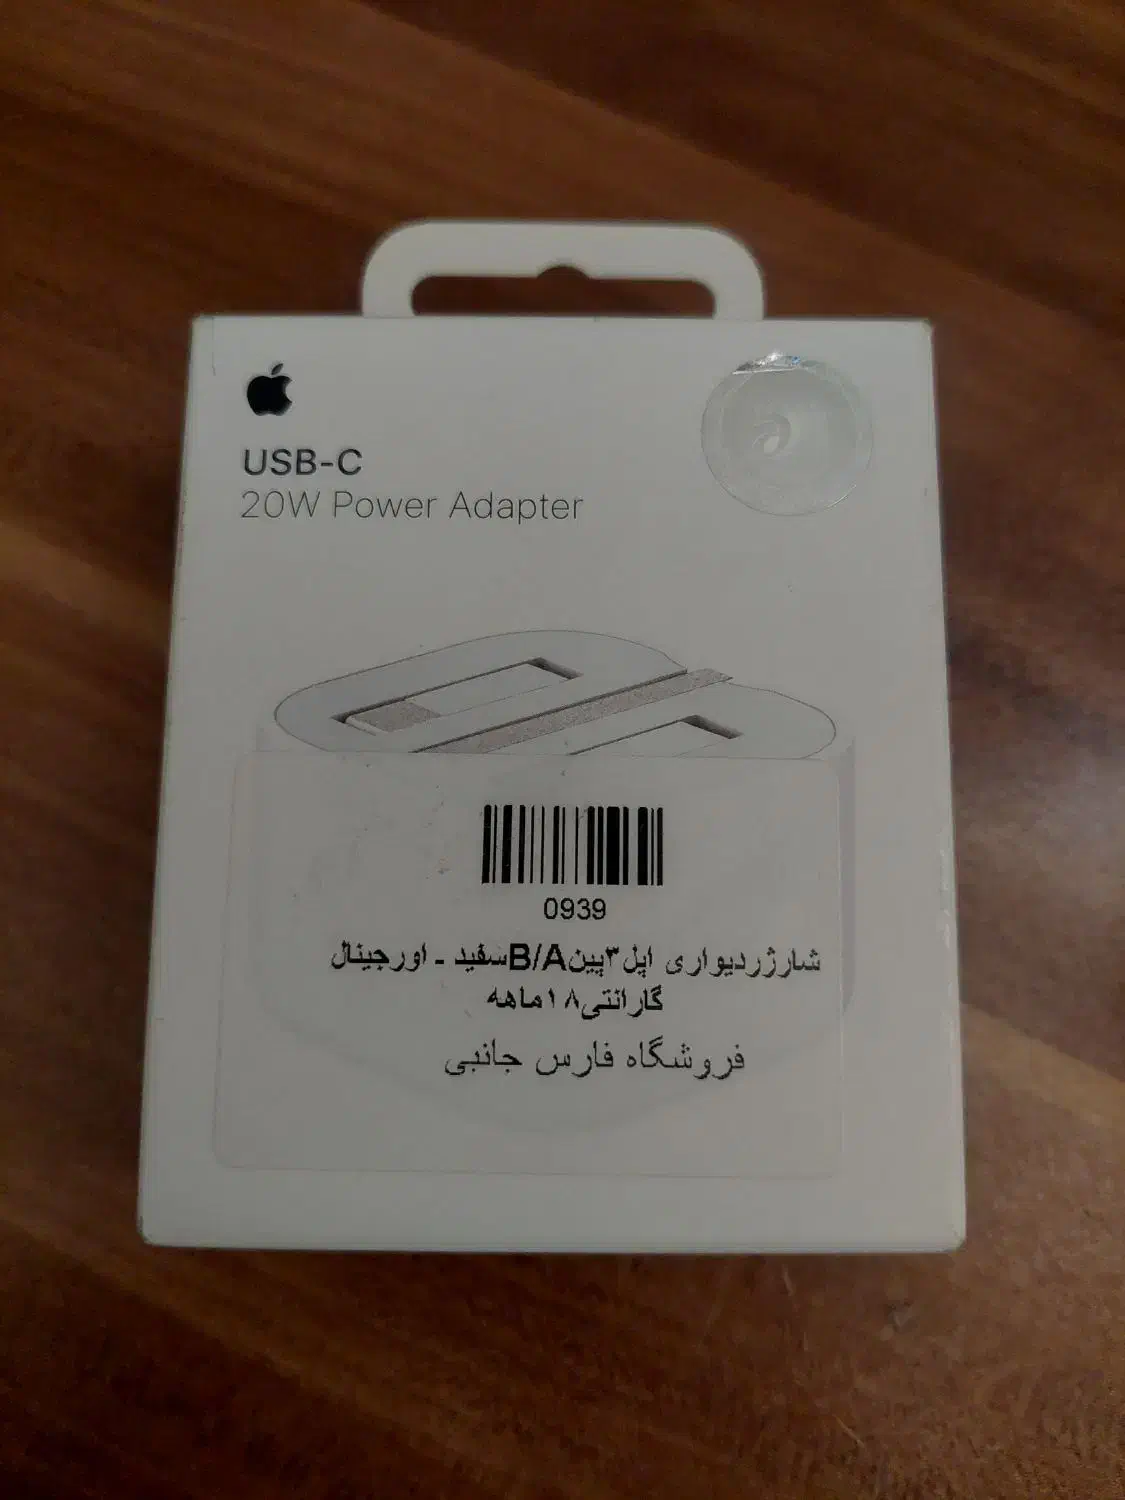 USB-C
20W Power Adapter
0939
شارژردیواری اپل۳پینB/Aسفید - اورجینال
گارانتی۱۸ماهه
فروشگاه فارس جانبی